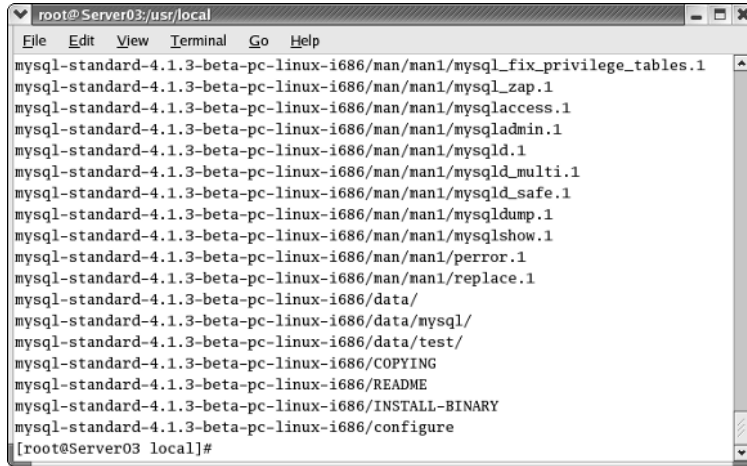 root@Server03:/usr/local
File Edit View Terminal Go Help
mysql-standard-4.1.3-beta-pc-linux-i686/man/man1/mysql_fix_privilege_tables.1
mysql-standard-4.1.3-beta-pc-linux-i686/man/man1/mysql_zap.1
mysql-standard-4.1.3-beta-pc-linux-i686/man/man1/mysqlaccess.1
mysql-standard-4.1.3-beta-pc-linux-i686/man/man1/mysqladmin.1
mysql-standard-4.1.3-beta-pc-linux-i686/man/man1/mysqld.1
mysql-standard-4.1.3-beta-pc-linux-i686/man/man1/mysqld_multi.1
mysql-standard-4.1.3-beta-pc-linux-i686/man/man1/mysqld_safe.1
mysql-standard-4.1.3-beta-pc-linux-i686/man/man1/mysqldump.1
mysql-standard-4.1.3-beta-pc-linux-i686/man/man1/mysqlshow.1
mysql-standard-4.1.3-beta-pc-linux-i686/man/man1/perror.1
mysql-standard-4.1.3-beta-pc-linux-i686/man/man1/replace.1
mysql-standard-4.1.3-beta-pc-linux-i686/data/
mysql-standard-4.1.3-beta-pc-linux-i686/data/mysql/
mysql-standard-4.1.3-beta-pc-linux-i686/data/test/
mysql-standard-4.1.3-beta-pc-linux-i686/COPYING
mysql-standard-4.1.3-beta-pc-linux-i686/README
mysql-standard-4.1.3-beta-pc-linux-i686/INSTALL-BINARY
mysql-standard-4.1.3-beta-pc-linux-i686/configure
[root@Server03 local]#